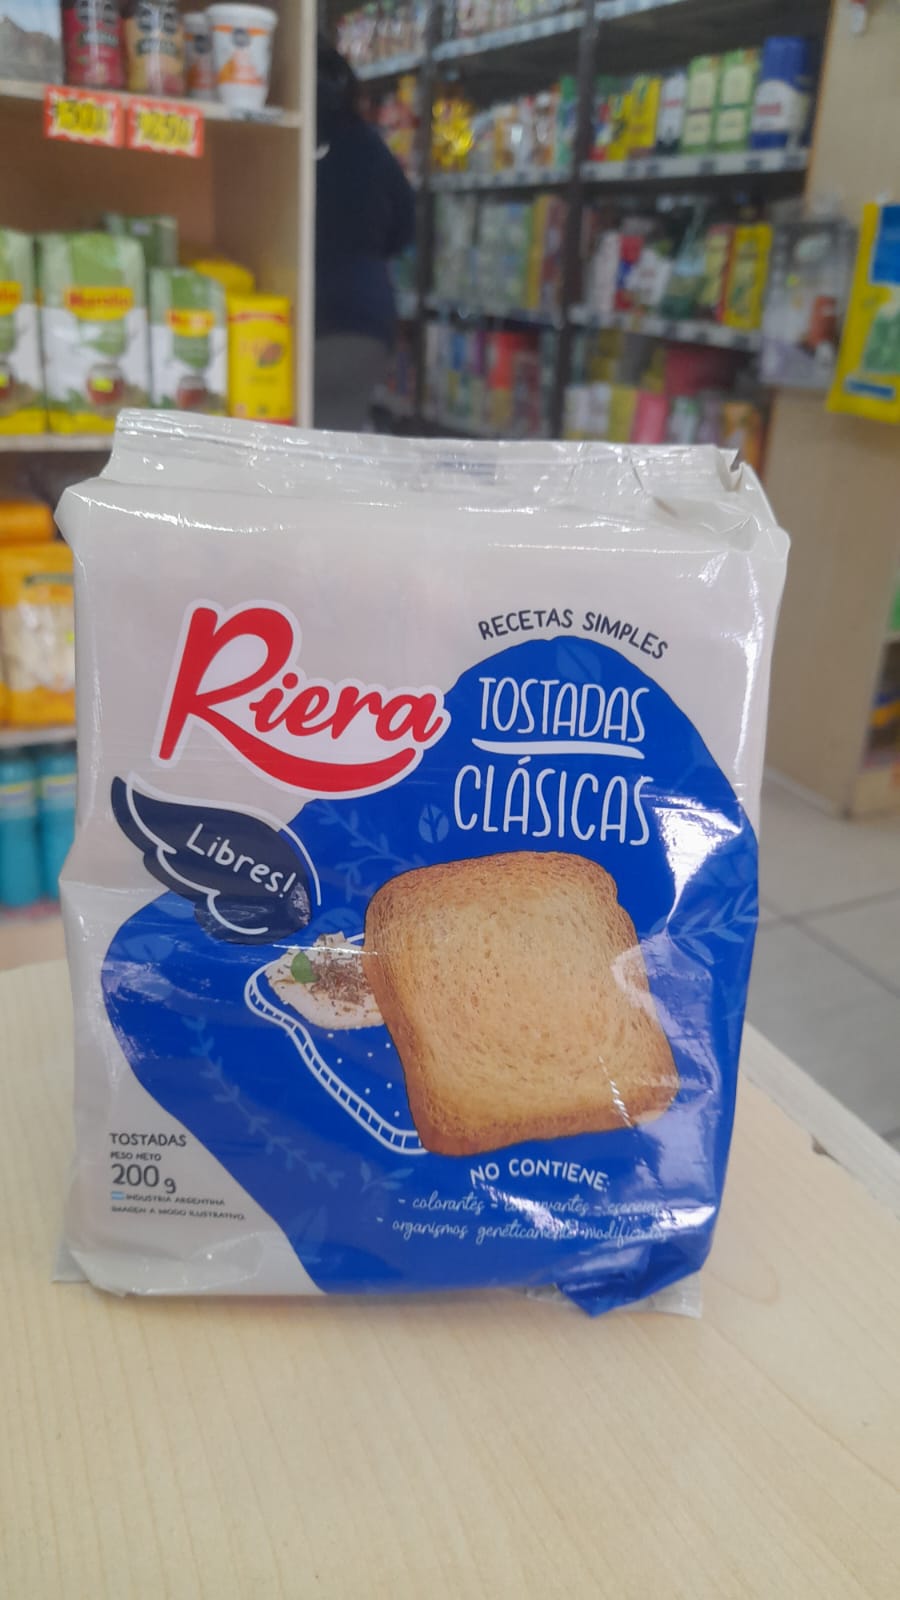 Riera
RECETAS SIMPLES
TOSTADAS
CLÁSICAS
Libres!
TOSTADAS
PESO NETO
200 g
INDUSTRIA ARGENTINA
IMAGEN A MODO ILUSTRATIVO.
NO CONTIENE:
- colorantes - conservantes - esencias
- organismos genéticamente modificados